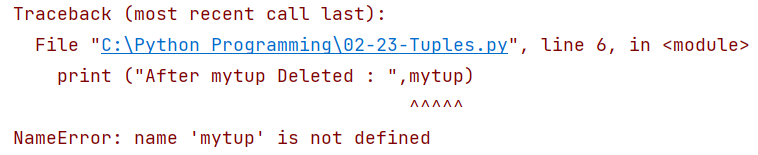 Traceback (most recent call last):
  File "C:\Python Programming\02-23-Tuples.py", line 6, in <module>
    print ("After mytup Deleted : ",mytup)
                                    ^^^^^
NameError: name 'mytup' is not defined